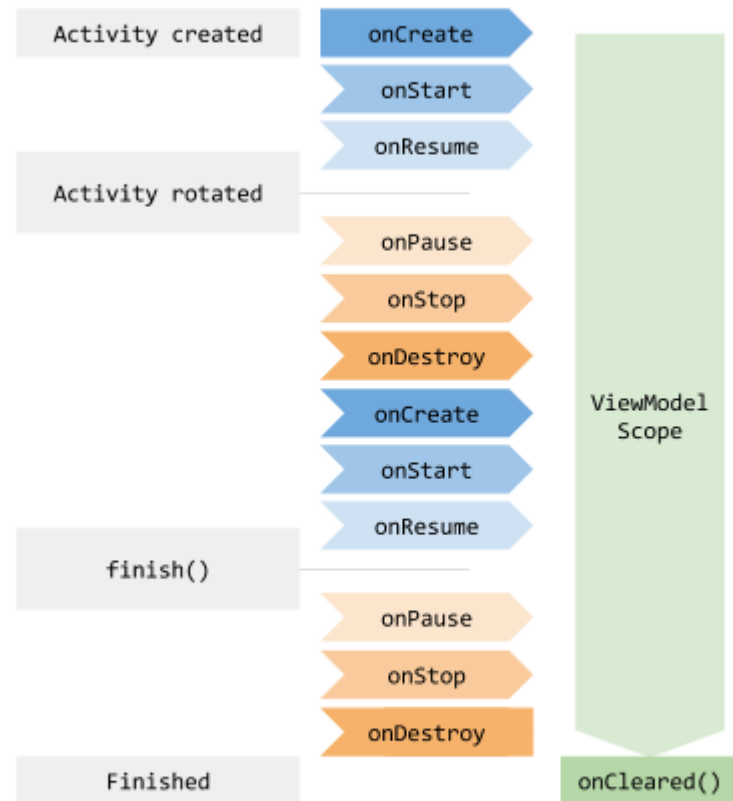 Activity created
onCreate
onStart
onResume
Activity rotated
onPause
onStop
onDestroy
onCreate
onStart
onResume
finish()
onPause
onStop
onDestroy
Finished
ViewModel
Scope
onCleared()